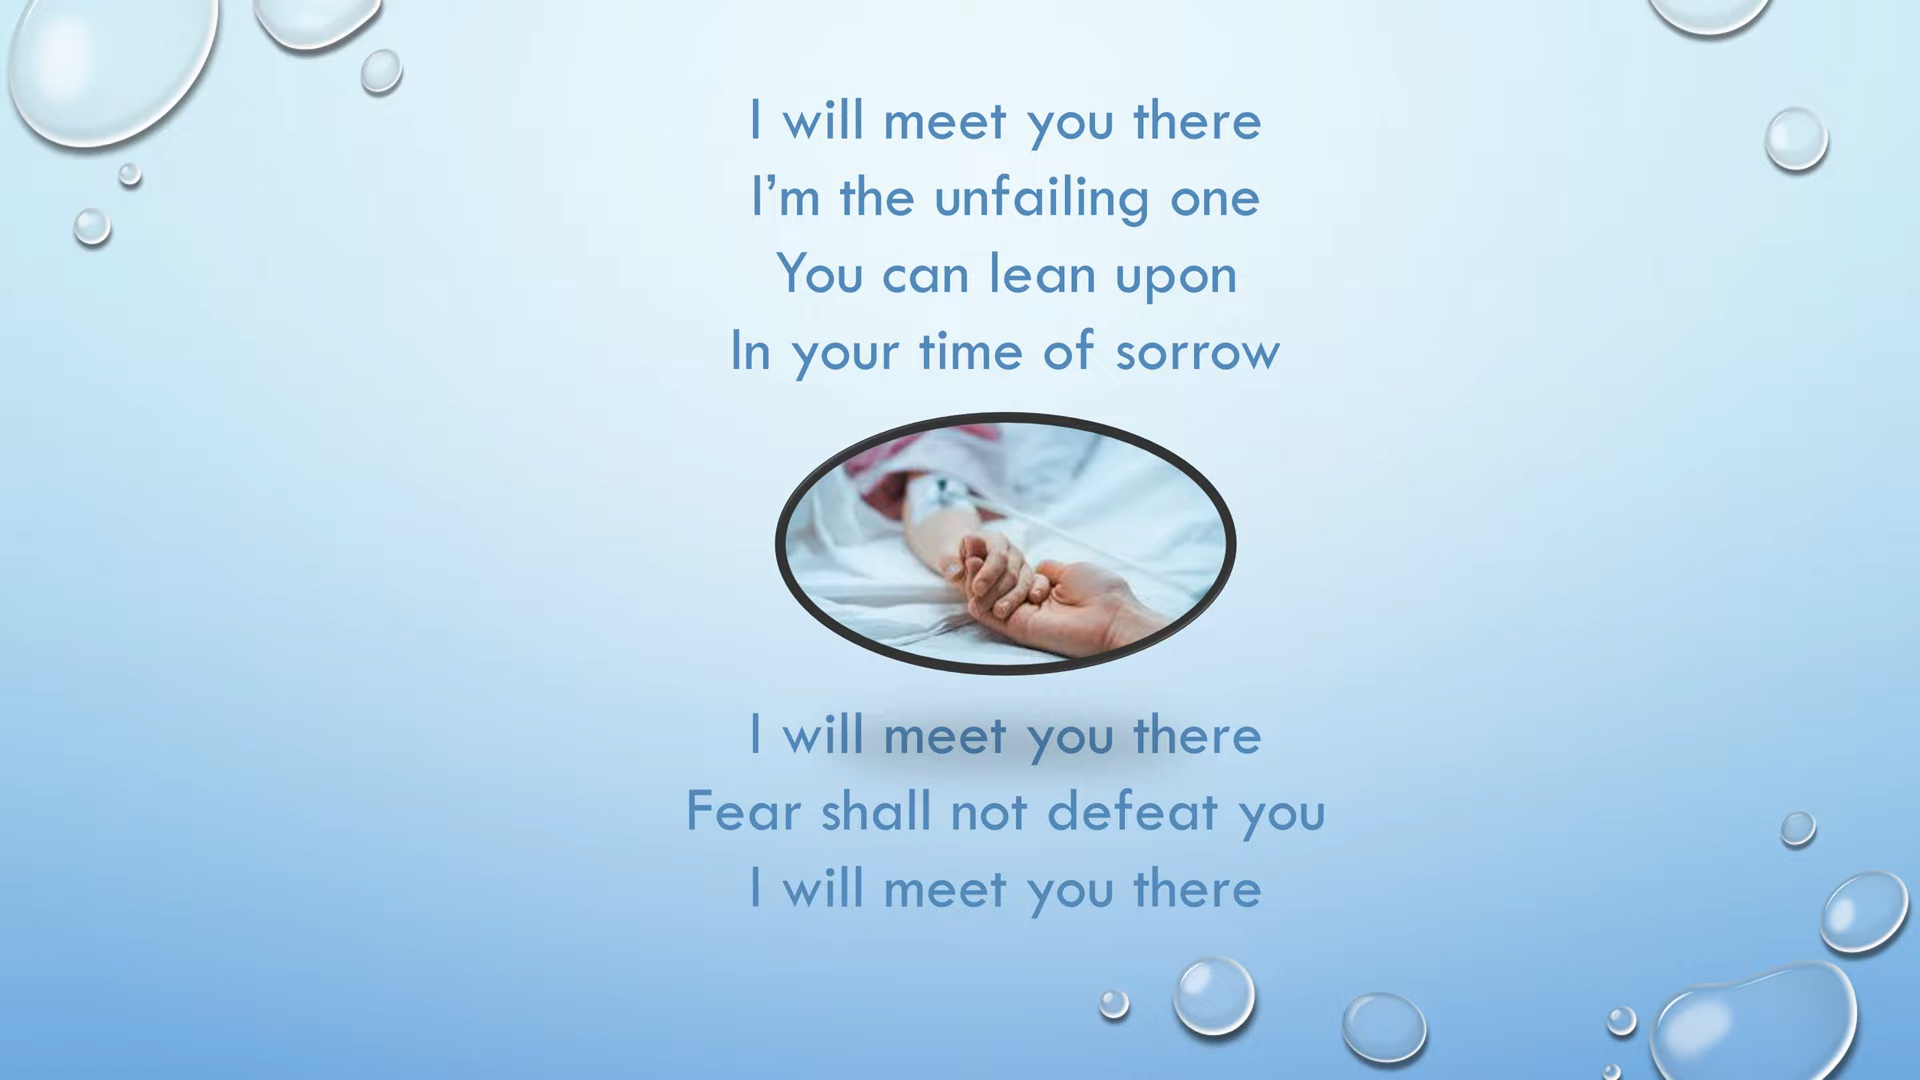 I will meet you there
I’m the unfailing one
You can lean upon
In your time of sorrow
I will meet you there
Fear shall not defeat you
I will meet you there